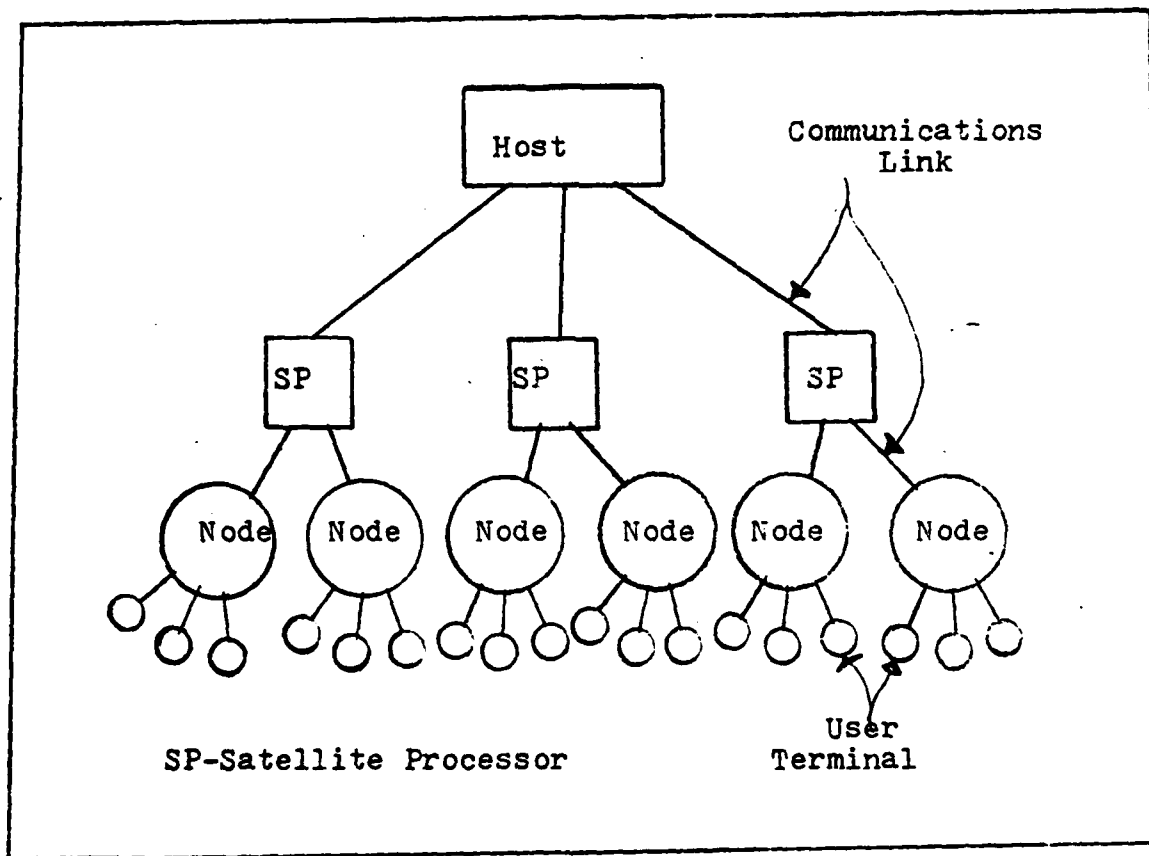 Host
Communications
Link
SP
SP
SP
Node
Node
Node
Node
Node
Node
SP-Satellite Processor
User
Terminal